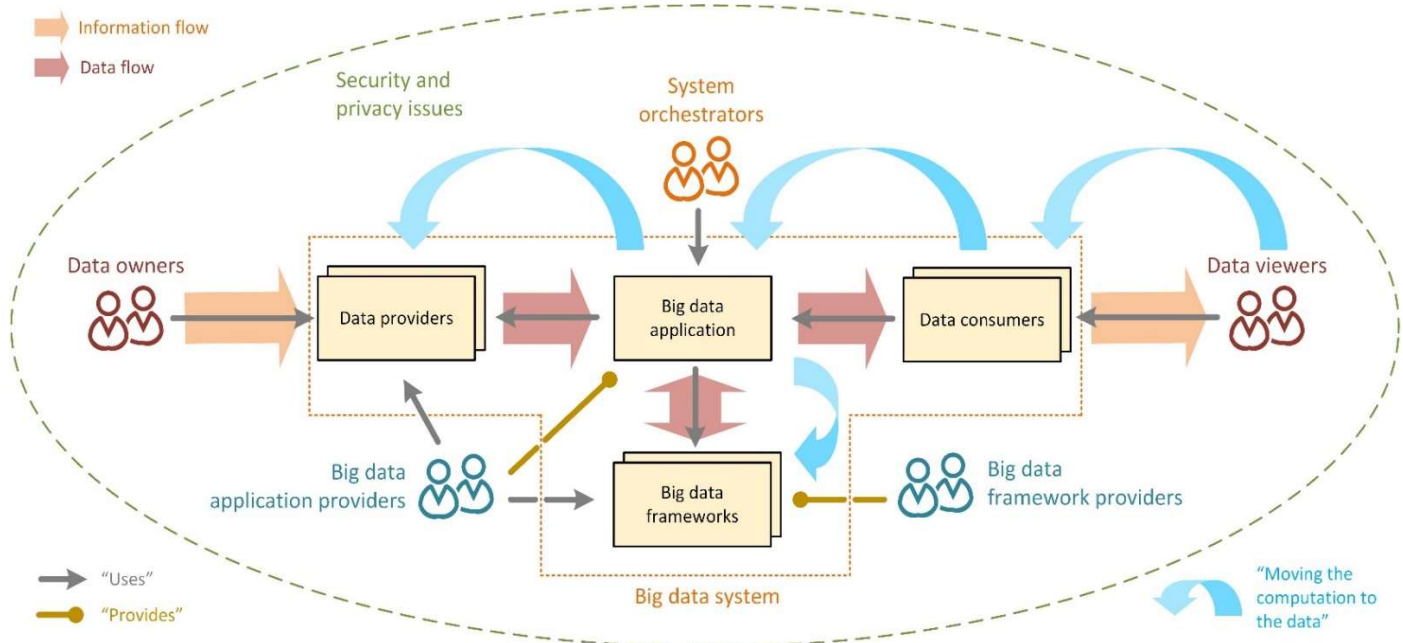 Information flow
Data flow
Security and
privacy issues
System
orchestrators
Data owners
Data providers
Big data
application
Data consumers
Data viewers
Big data
application providers
Big data
frameworks
Big data
framework providers
"Uses"
"Provides"
Big data system
"Moving the
computation to
the data"